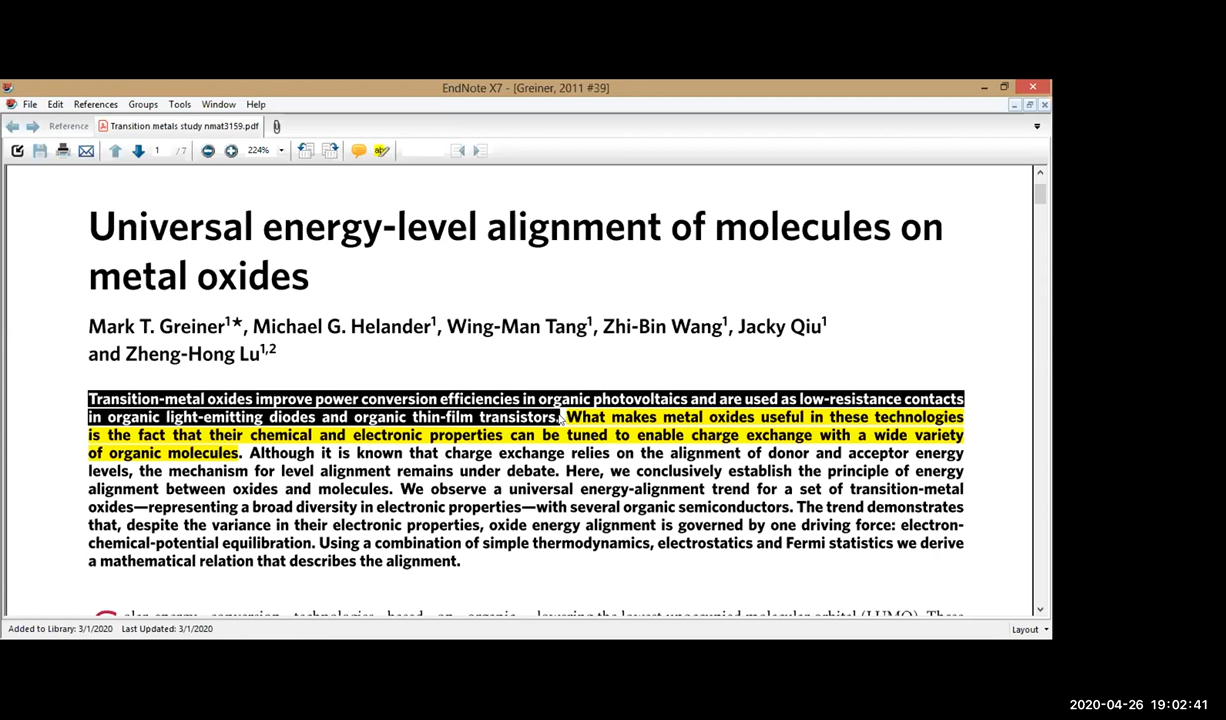 EndNote X7 - [Greiner, 2011 #39]
File Edit References Groups Tools Window Help
Reference Transition metals study nmat3159.pdf
1 / 7 224%
Universal energy-level alignment of molecules on
metal oxides
Mark T. Greiner1★, Michael G. Helander1, Wing-Man Tang1, Zhi-Bin Wang1, Jacky Qiu1
and Zheng-Hong Lu1,2
Transition-metal oxides improve power conversion efficiencies in organic photovoltaics and are used as low-resistance contacts
in organic light-emitting diodes and organic thin-film transistors. What makes metal oxides useful in these technologies
is the fact that their chemical and electronic properties can be tuned to enable charge exchange with a wide variety
of organic molecules. Although it is known that charge exchange relies on the alignment of donor and acceptor energy
levels, the mechanism for level alignment remains under debate. Here, we conclusively establish the principle of energy
alignment between oxides and molecules. We observe a universal energy-alignment trend for a set of transition-metal
oxides—representing a broad diversity in electronic properties—with several organic semiconductors. The trend demonstrates
that, despite the variance in their electronic properties, oxide energy alignment is governed by one driving force: electron-
chemical-potential equilibration. Using a combination of simple thermodynamics, electrostatics and Fermi statistics we derive
a mathematical relation that describes the alignment.
Added to Library: 3/1/2020 Last Updated: 3/1/2020 Layout
2020-04-26 19:02:41